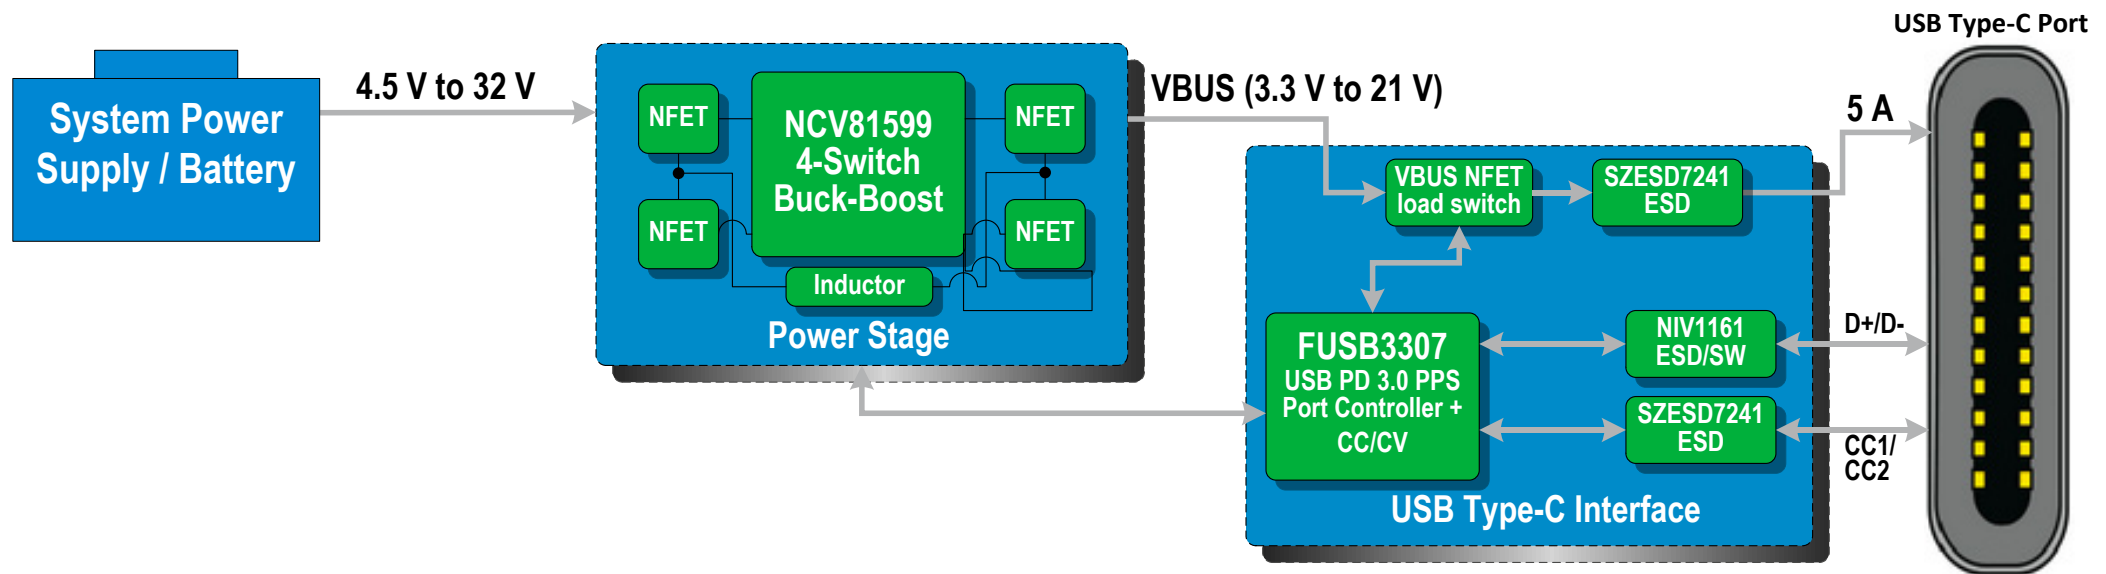 USB Type-C Port
System Power
Supply / Battery
4.5 V to 32 V
NFET
NFET
NCV81599
4-Switch
Buck-Boost
NFET
NFET
Inductor
Power Stage
VBUS (3.3 V to 21 V)
VBUS NFET
load switch
SZESD7241
ESD
5 A
FUSB3307
USB PD 3.0 PPS
Port Controller +
CC/CV
NIV1161
ESD/SW
D+/D-
SZESD7241
ESD
CC1/
CC2
USB Type-C Interface